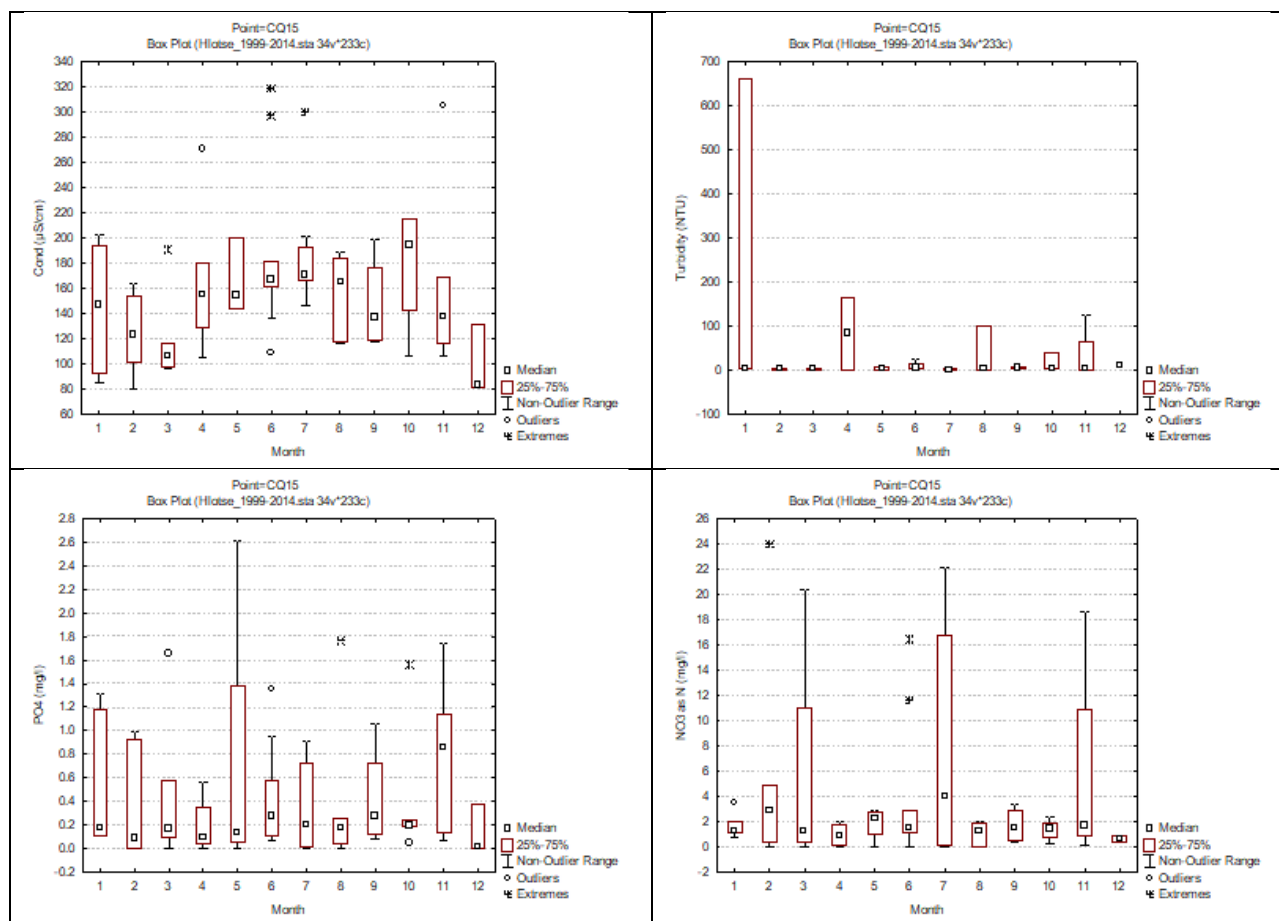 Point=CQ15
Box Plot (Hlotse_1999-2014.sta 34v*233c)
340
320
300
280
260
240
220
200
180
160
140
120
100
80
60
Cond (µS/cm)
1 2 3 4 5 6 7 8 9 10 11 12
Month
Median
25%-75%
Non-Outlier Range
Outliers
Extremes
Point=CQ15
Box Plot (Hlotse_1999-2014.sta 34v*233c)
700
600
500
400
300
200
100
0
-100
Turbidity (NTU)
1 2 3 4 5 6 7 8 9 10 11 12
Month
Median
25%-75%
Non-Outlier Range
Outliers
Extremes
Point=CQ15
Box Plot (Hlotse_1999-2014.sta 34v*233c)
2.8
2.6
2.4
2.2
2.0
1.8
1.6
1.4
1.2
1.0
0.8
0.6
0.4
0.2
0.0
-0.2
PO4 (mg/l)
1 2 3 4 5 6 7 8 9 10 11 12
Month
Median
25%-75%
Non-Outlier Range
Outliers
Extremes
Point=CQ15
Box Plot (Hlotse_1999-2014.sta 34v*233c)
26
24
22
20
18
16
14
12
10
8
6
4
2
0
-2
NO3 as N (mg/l)
1 2 3 4 5 6 7 8 9 10 11 12
Month
Median
25%-75%
Non-Outlier Range
Outliers
Extremes